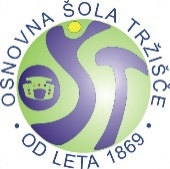 OSNOVNA ŠOLA TRŽIŠČE
• OD LETA 1869 •